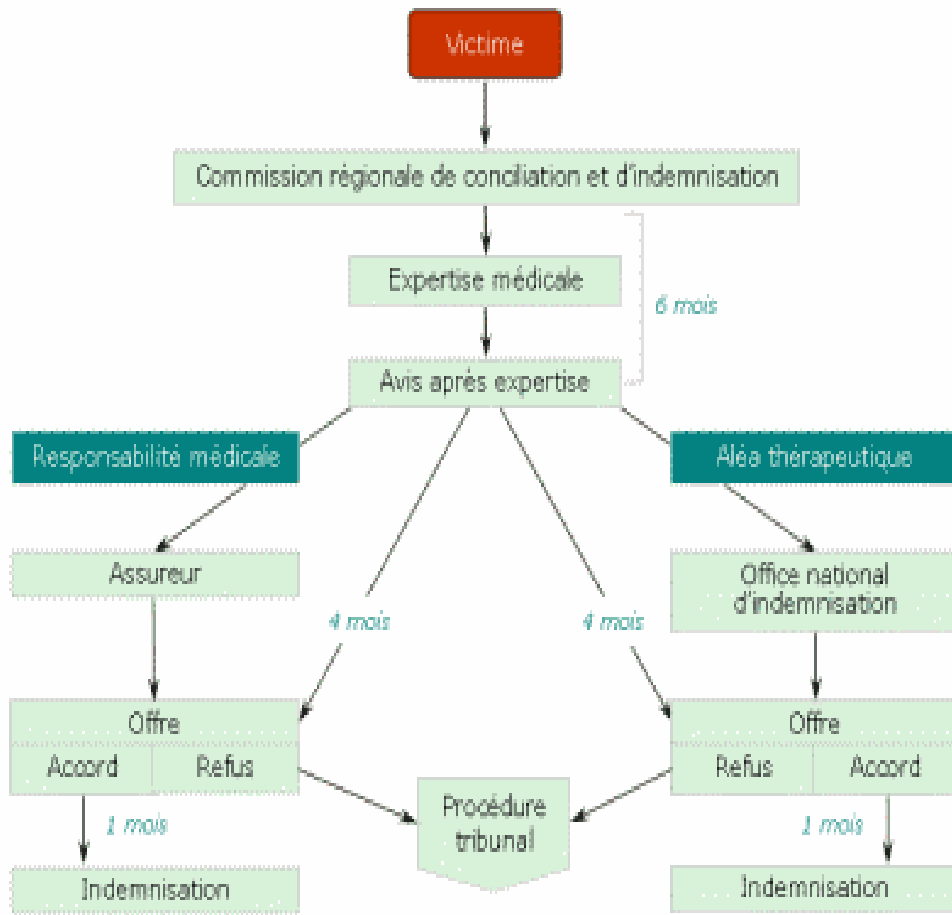 Victime
Commission régionale de conciliation et d'indemnisation
Expertise médicale
6 mois
Avis après expertise
Responsabilité médicale
Aléa thérapeutique
Assureur
Office national
d'indemnisation
4 mois
4 mois
Offre
Offre
Accord
Refus
Refus
Accord
Procédure
tribunal
1 mois
1 mois
Indemnisation
Indemnisation